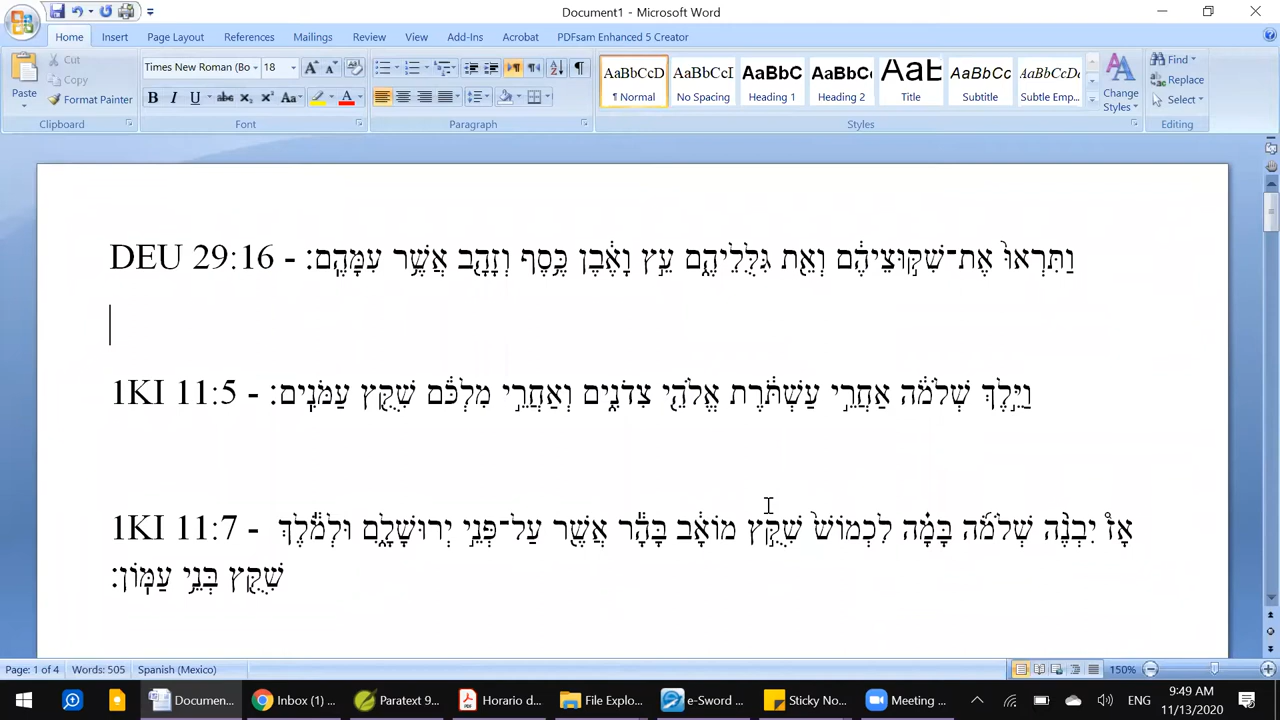 Document1 - Microsoft Word
Home Insert Page Layout References Mailings Review View Add-Ins Acrobat PDFsam Enhanced 5 Creator
Paste Cut Copy Format Painter
Times New Roman (Bo 18
AaBbCcD AaBbCcI AaBbC AaBbCc AaB AaBbCc AaBbCcDc
¶ Normal No Spacing Heading 1 Heading 2 Title Subtitle Subtle Emp...
Change Styles
Find Replace Select
Clipboard Font Paragraph Styles Editing
DEU 29:16 - וַתִּרְאוּ֙ אֶת־שִׁקּ֣וּצֵיהֶ֔ם וְאֵ֖ת גִּלֻּלֵיהֶ֑ם עֵ֣ץ וָאֶ֔בֶן כֶּ֥סֶף וְזָהָ֖ב אֲשֶׁ֥ר עִמָּהֶֽם׃
1KI 11:5 - וַיֵּ֣לֶךְ שְׁלֹמֹ֔ה אַחֲרֵ֣י עַשְׁתֹּ֔רֶת אֱלֹהֵ֖י צִדֹנִ֑ים וְאַחֲרֵ֣י מִלְכֹּ֔ם שִׁקֻּ֖ץ עַמֹּנִֽים׃
1KI 11:7 - אָז֩ יִבְנֶ֨ה שְׁלֹמֹ֜ה בָּמָ֗ה לִכְמוֹשׁ֙ שִׁקֻּ֣ץ מוֹאָ֔ב בָּהָ֕ר אֲשֶׁ֖ר עַל־פְּנֵ֣י יְרוּשָׁלָ֑͏ִם וּלְמֹ֕לֶךְ
שִׁקֻּ֖ץ בְּנֵ֥י עַמּֽוֹן׃
Page: 1 of 4 Words: 505 Spanish (Mexico) 150%
Documen... Inbox (1) ... Paratext 9... Horario d... File Explo... e-Sword ... Sticky No... Meeting ... ENG 9:49 AM
11/13/2020